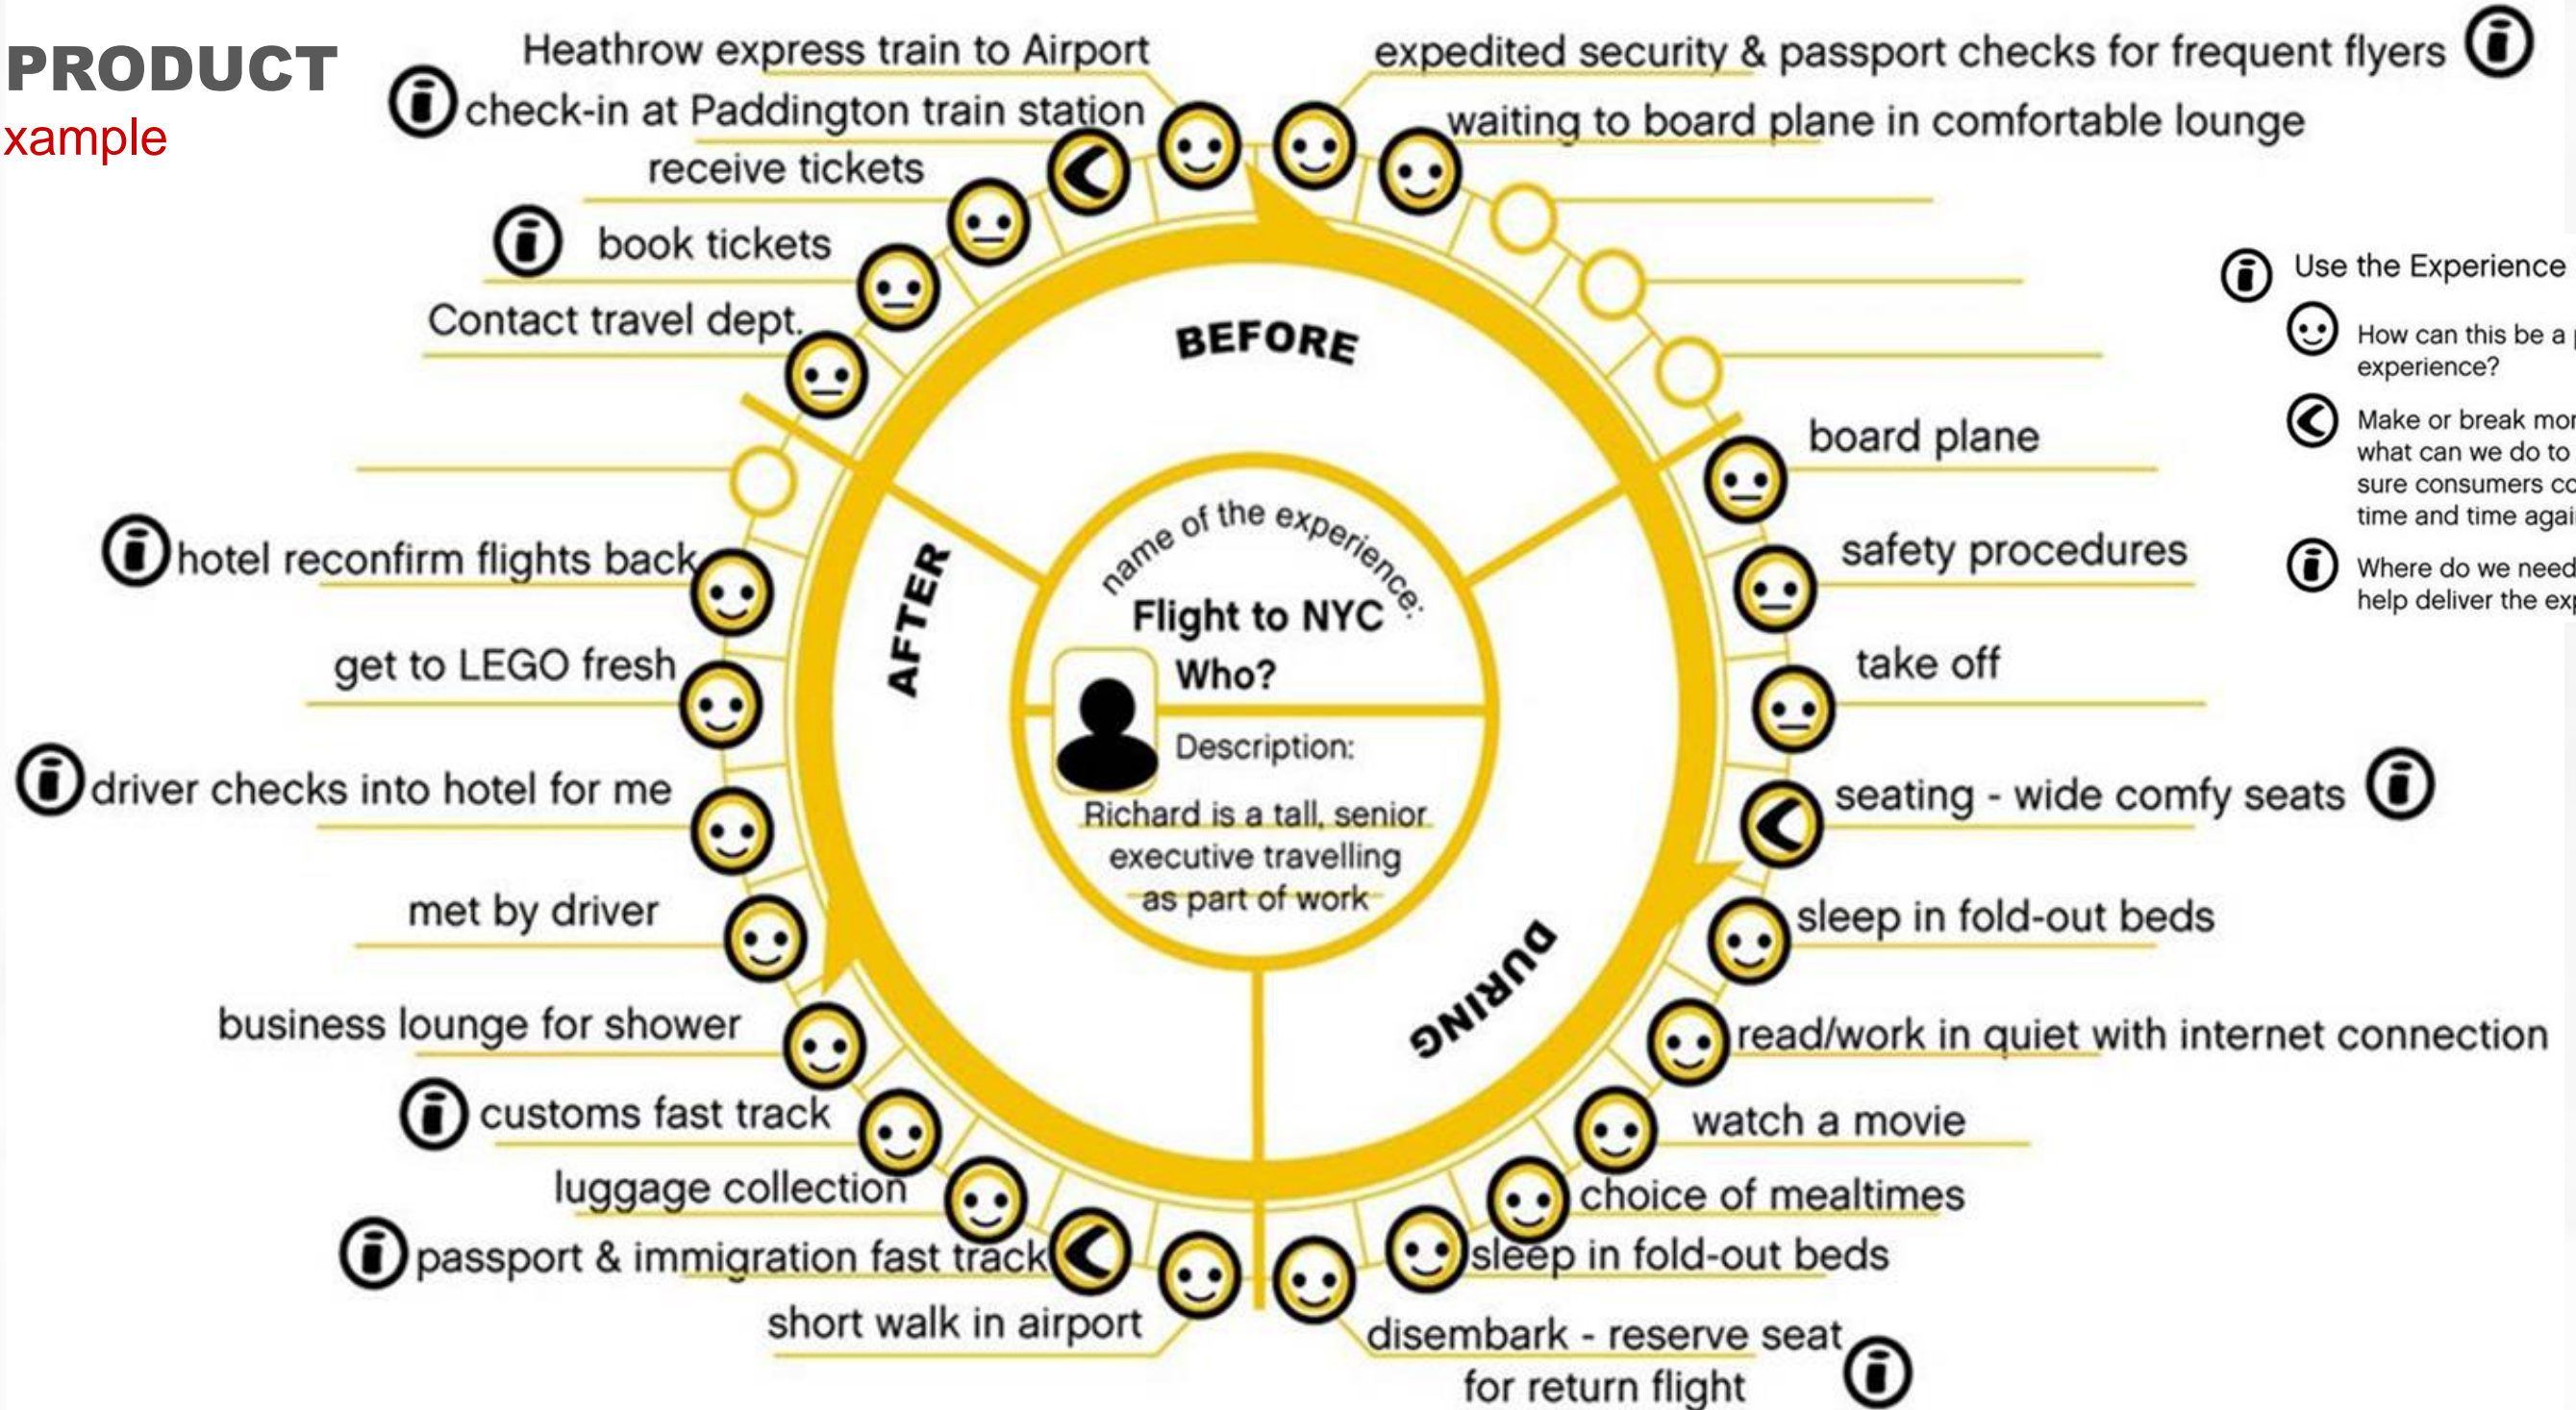 PRODUCT
xample
Heathrow express train to Airport
check-in at Paddington train station
receive tickets
book tickets
Contact travel dept.
expedited security & passport checks for frequent flyers
waiting to board plane in comfortable lounge
board plane
safety procedures
take off
seating - wide comfy seats
sleep in fold-out beds
read/work in quiet with internet connection
watch a movie
choice of mealtimes
sleep in fold-out beds
disembark - reserve seat
for return flight
short walk in airport
passport & immigration fast track
luggage collection
customs fast track
business lounge for shower
met by driver
driver checks into hotel for me
get to LEGO fresh
hotel reconfirm flights back
BEFORE
DURING
AFTER
name of the experience:
Flight to NYC
Who?
Description:
Richard is a tall, senior
executive travelling
as part of work
Use the Experience
How can this be a
experience?
Make or break
what can we do to
sure consumers
time and time
Where do we need
help deliver the